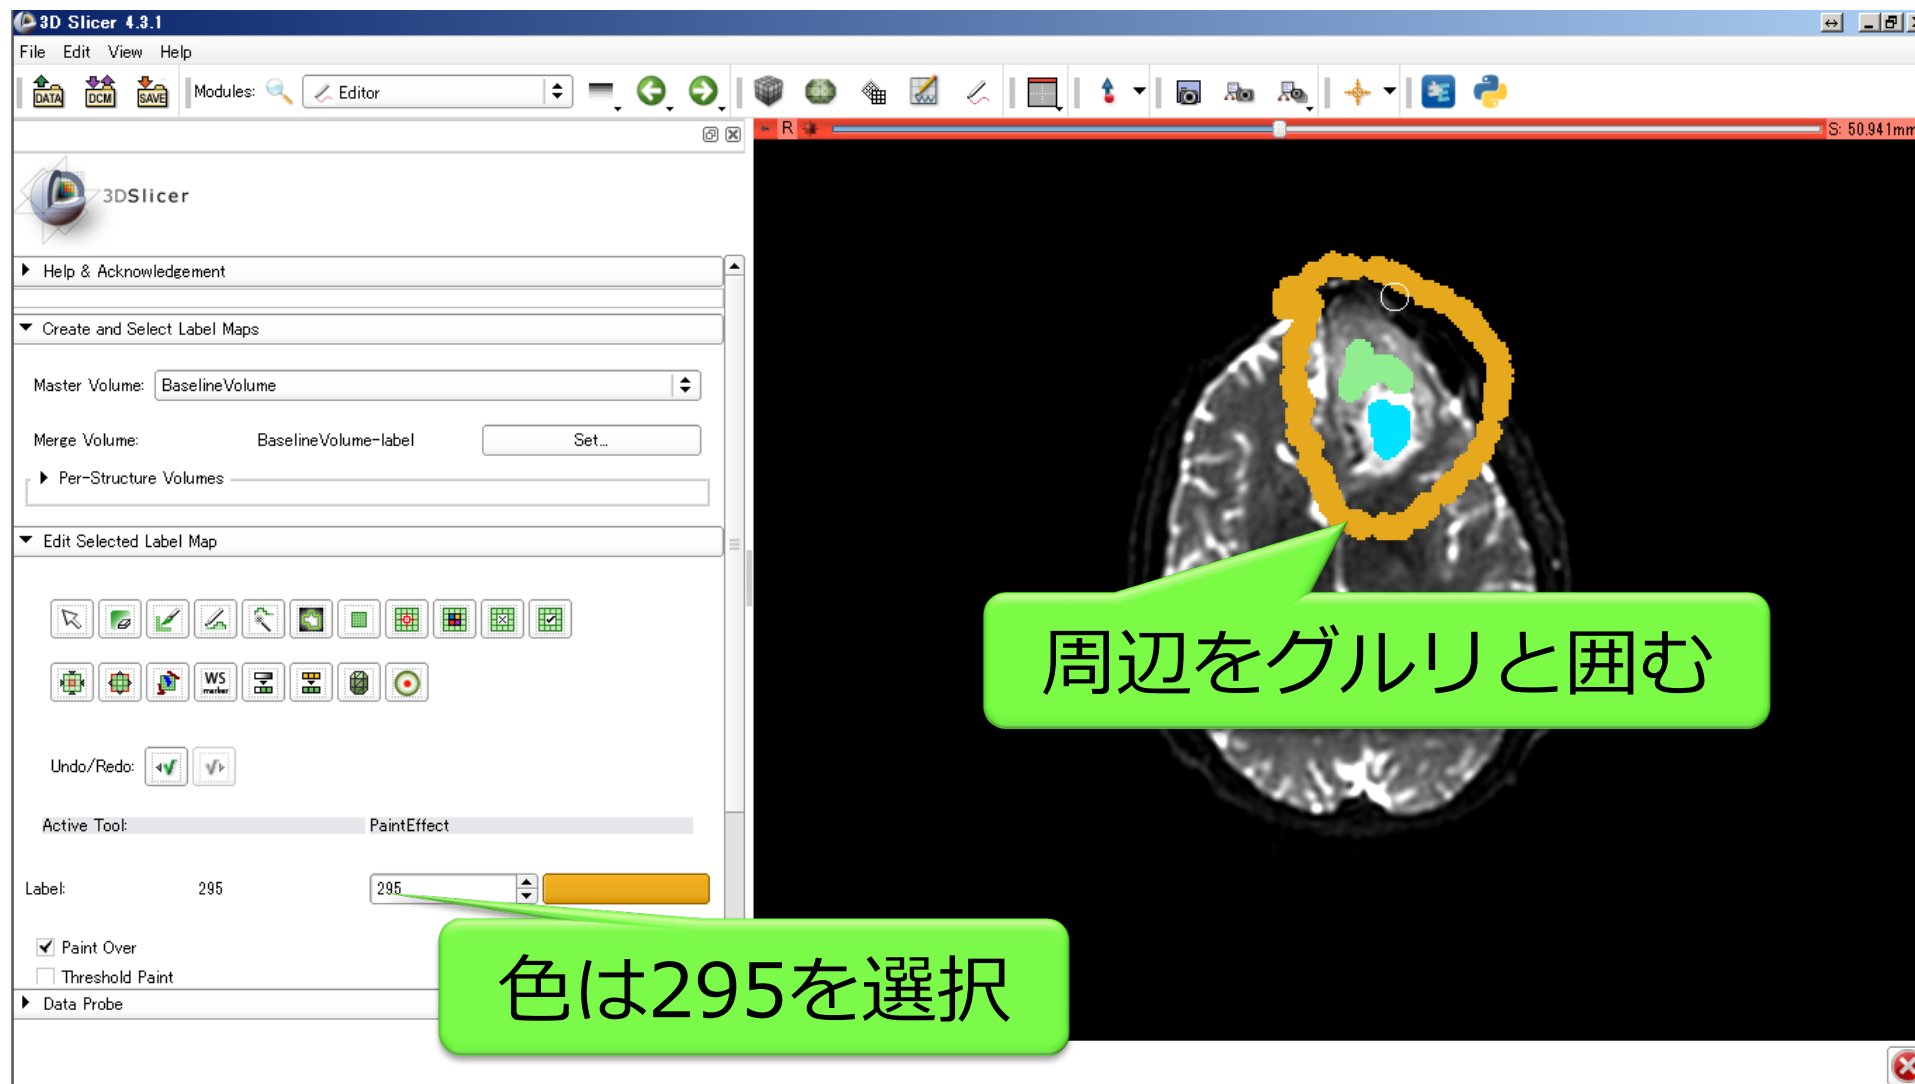 3D Slicer 4.3.1
File Edit View Help
DATA DCM SAVE Modules: Editor
R S: 50.941mm
3DSlicer
Help & Acknowledgement
Create and Select Label Maps
Master Volume: BaselineVolume
Merge Volume: BaselineVolume-label Set...
Per-Structure Volumes
Edit Selected Label Map
WS
marker
周辺をグルリと囲む
Undo/Redo:
Active Tool: PaintEffect
Label: 295 295
Paint Over
Threshold Paint
色は295を選択
Data Probe